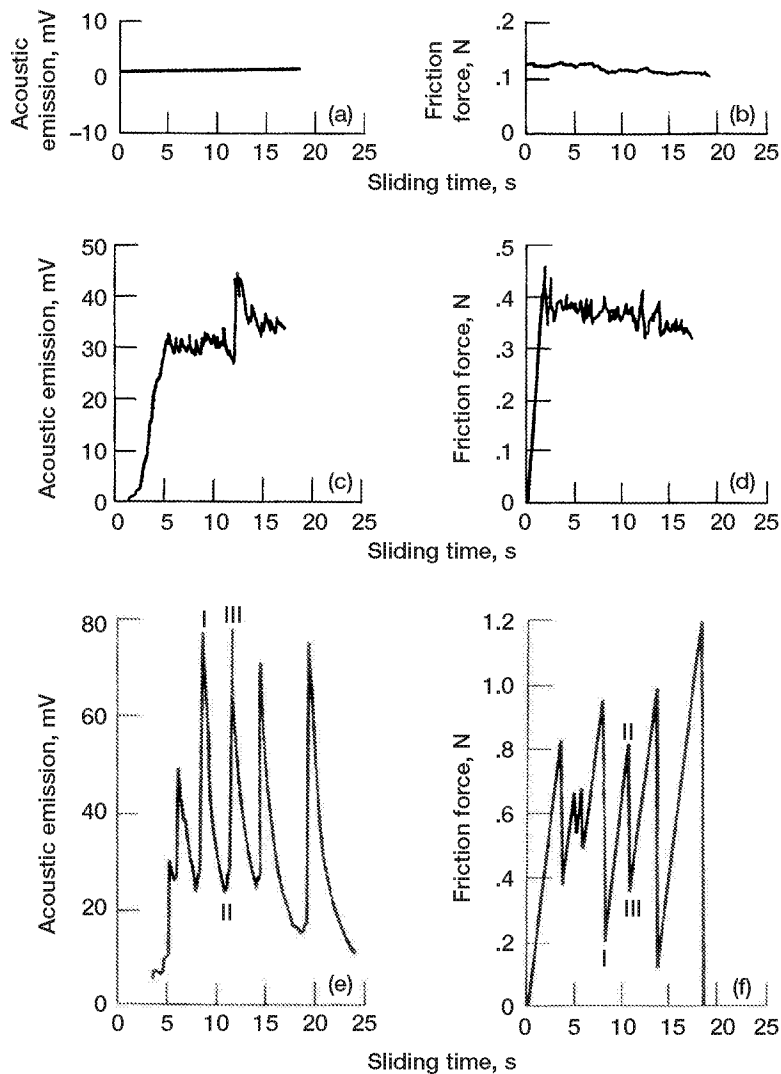 Acoustic
emission, mV
10
0
–10
0 5 10 15 20 25
(a)
Friction
force, N
.2
.1
0
0 5 10 15 20 25
(b)
Sliding time, s
Acoustic emission, mV
50
40
30
20
10
0
0 5 10 15 20 25
(c)
Friction force, N
.5
.4
.3
.2
.1
0
0 5 10 15 20 25
(d)
Sliding time, s
Acoustic emission, mV
80
60
40
20
0
I
III
II
0 5 10 15 20 25
(e)
Friction force, N
1.2
1.0
.8
.6
.4
.2
0
II
III
I
0 5 10 15 20 25
(f)
Sliding time, s